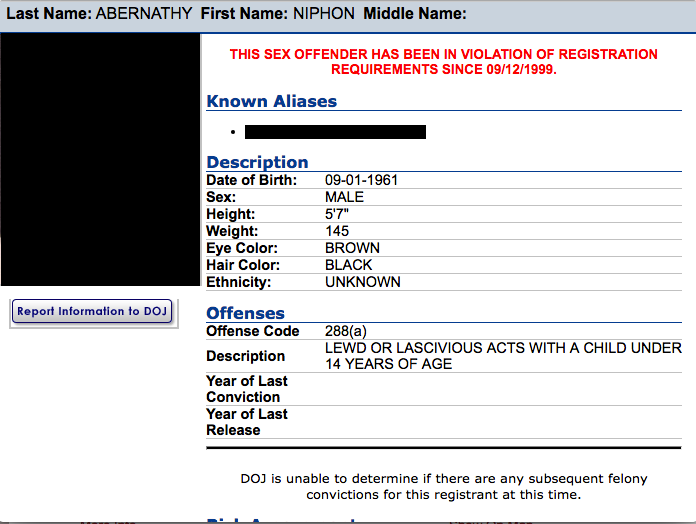 Last Name: ABERNATHY First Name: NIPHON Middle Name:
THIS SEX OFFENDER HAS BEEN IN VIOLATION OF REGISTRATION
REQUIREMENTS SINCE 09/12/1999.
Known Aliases
Description
Date of Birth: 09-01-1961
Sex: MALE
Height: 5'7"
Weight: 145
Eye Color: BROWN
Hair Color: BLACK
Ethnicity: UNKNOWN
Report Information to DOJ
Offenses
Offense Code 288(a)
Description LEWD OR LASCIVIOUS ACTS WITH A CHILD UNDER
14 YEARS OF AGE
Year of Last
Conviction
Year of Last
Release
DOJ is unable to determine if there are any subsequent felony
convictions for this registrant at this time.